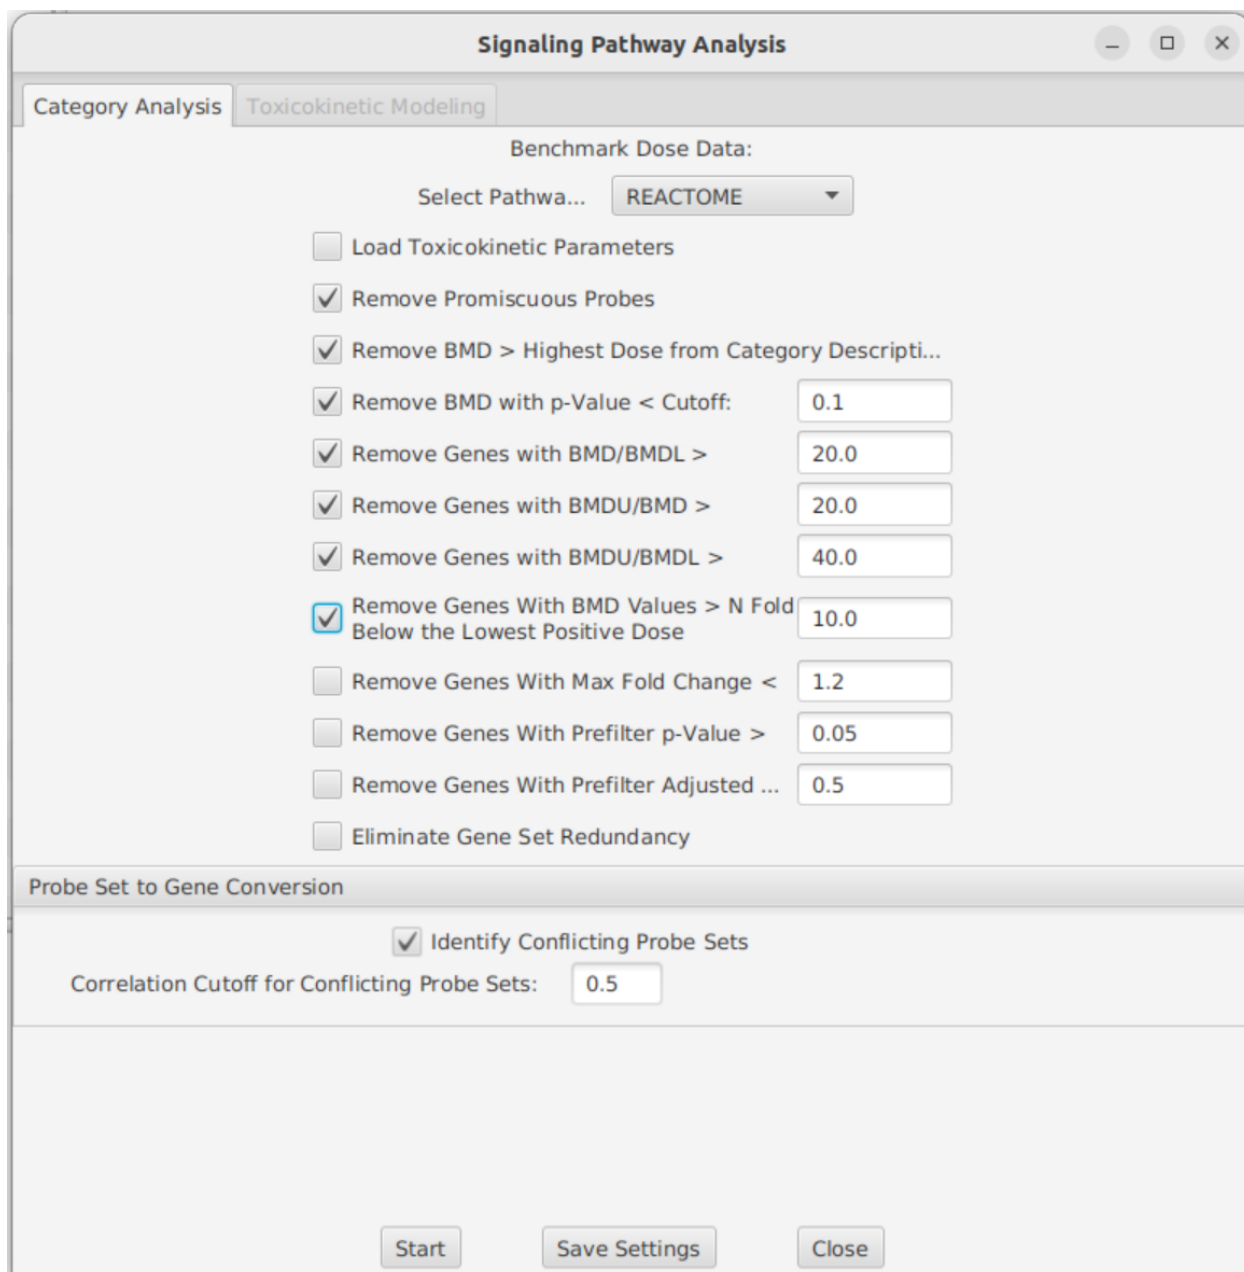 Signaling Pathway Analysis
Category Analysis
Toxicokinetic Modeling
Benchmark Dose Data:
Select Pathwa... REACTOME
Load Toxicokinetic Parameters
Remove Promiscuous Probes
Remove BMD > Highest Dose from Category Descripti...
Remove BMD with p-Value < Cutoff: 0.1
Remove Genes with BMD/BMDL > 20.0
Remove Genes with BMDU/BMD > 20.0
Remove Genes with BMDU/BMDL > 40.0
Remove Genes With BMD Values > N Fold
Below the Lowest Positive Dose 10.0
Remove Genes With Max Fold Change < 1.2
Remove Genes With Prefilter p-Value > 0.05
Remove Genes With Prefilter Adjusted ... 0.5
Eliminate Gene Set Redundancy
Probe Set to Gene Conversion
Identify Conflicting Probe Sets
Correlation Cutoff for Conflicting Probe Sets: 0.5
Start Save Settings Close